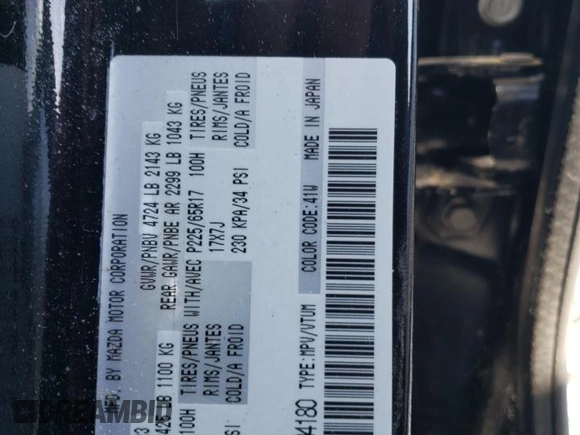 BY MAZDA MOTOR CORPORATION
GVWR/PNBV 4724 LB 2143 KG
426 LB 1100 KG REAR GAWR/PNBE AR 2299 LB 1043 KG
100H TIRES/PNEUS WITH/AVEC P225/65R17 100H TIRES/PNEUS
RIMS/JANTES 17X7J RIMS/JANTES
COLD/A FROID 230 KPA/34 PSI COLD/A FROID
4180 TYPE:MPV/VTUM COLOR CODE:41W MADE IN JAPAN